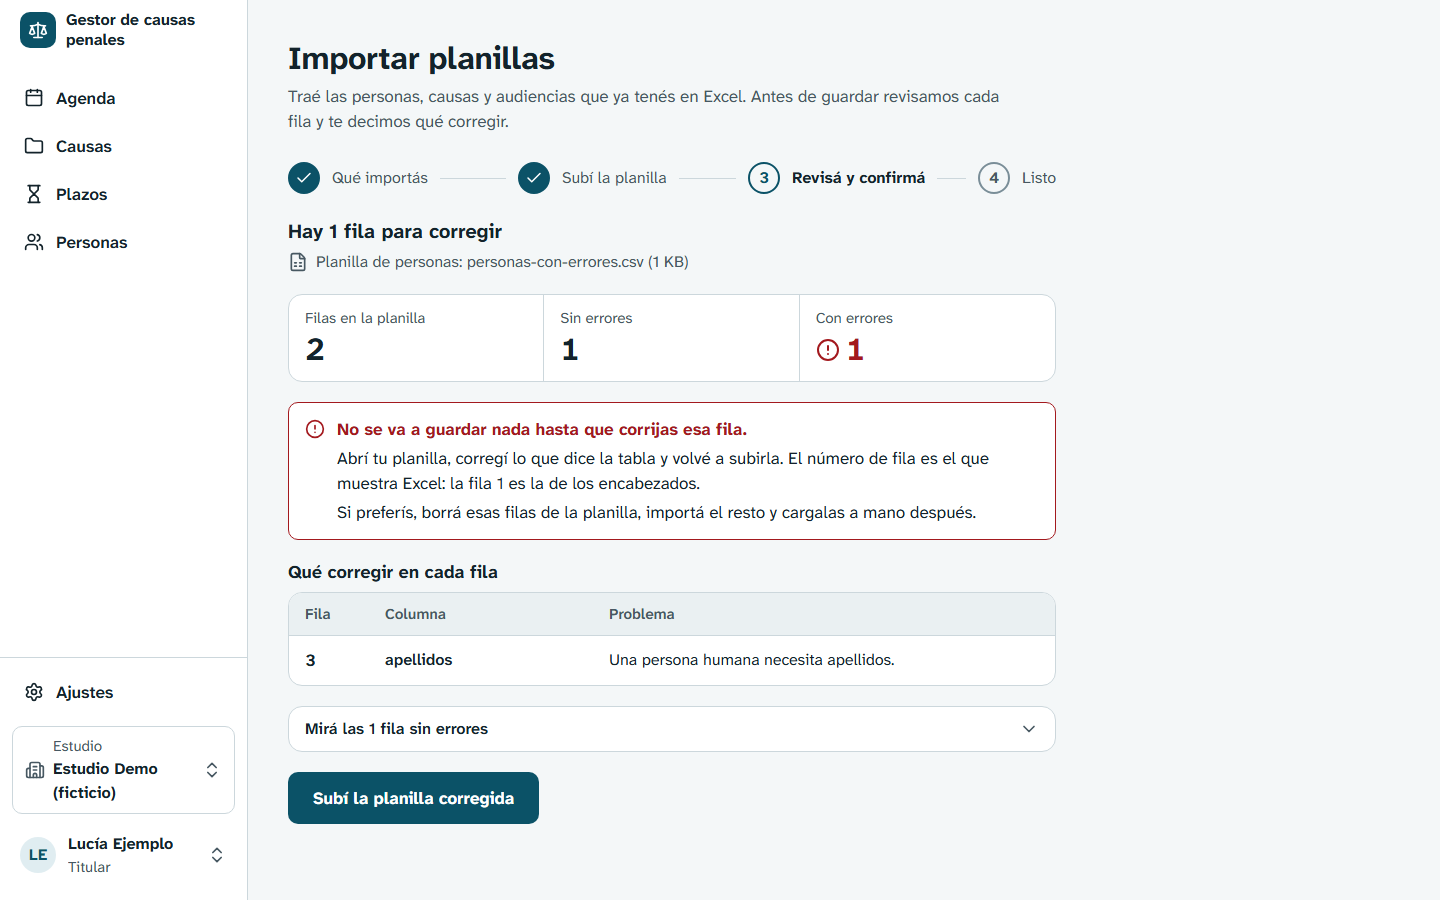 Gestor de causas
penales
Agenda
Causas
Plazos
Personas
Ajustes
Estudio
Estudio Demo
(ficticio)
LE
Lucía Ejemplo
Titular
Importar planillas
Traé las personas, causas y audiencias que ya tenés en Excel. Antes de guardar revisamos cada
fila y te decimos qué corregir.
Qué importás
Subí la planilla
3 Revisá y confirmá
4 Listo
Hay 1 fila para corregir
Planilla de personas: personas-con-errores.csv (1 KB)
Filas en la planilla
2
Sin errores
1
Con errores
1
No se va a guardar nada hasta que corrijas esa fila.
Abrí tu planilla, corregí lo que dice la tabla y volvé a subirla. El número de fila es el que
muestra Excel: la fila 1 es la de los encabezados.
Si preferís, borrá esas filas de la planilla, importá el resto y cargalas a mano después.
Qué corregir en cada fila
Fila Columna Problema
3 apellidos Una persona humana necesita apellidos.
Mirá las 1 fila sin errores
Subí la planilla corregida